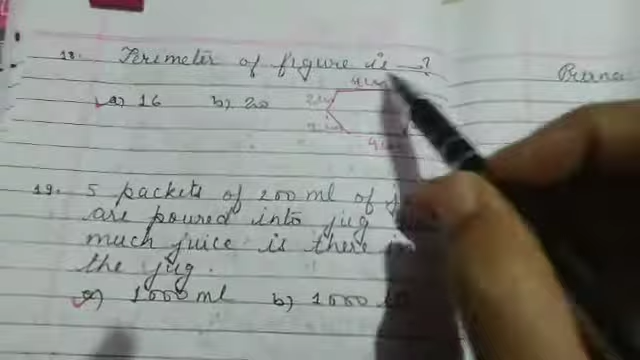 18. Perimeter of figure is —?
4cm
Purna
a) 16 b) 20
2cm
2cm
4cm
19. 5 packets of 200 ml of
are poured into jug
much juice is there
the jug.
a) 1000 ml b) 1000